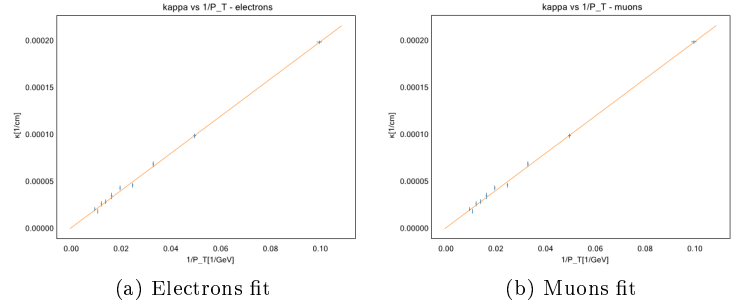 kappa vs 1/P_T - electrons
0.00020
0.00015
0.00010
0.00005
0.00000
κ[1/cm]
0.00 0.02 0.04 0.06 0.08 0.10
1/P_T[1/GeV]
(a) Electrons fit
kappa vs 1/P_T - muons
0.00020
0.00015
0.00010
0.00005
0.00000
κ[1/cm]
0.00 0.02 0.04 0.06 0.08 0.10
1/P_T[1/GeV]
(b) Muons fit